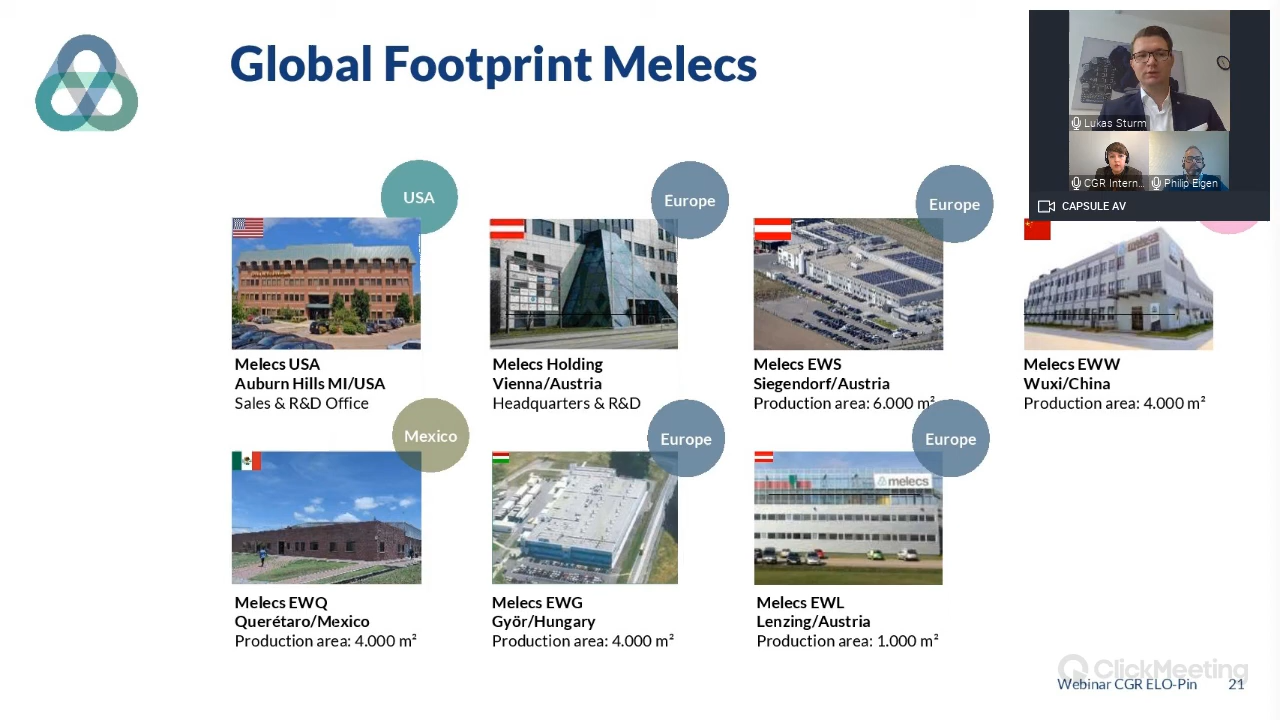 Global Footprint Melecs
Lukas Sturm
CGR Intern...
Philip Elgen
CAPSULE AV
USA
Europe
Europe
Melecs USA
Auburn Hills MI/USA
Sales & R&D Office
Melecs Holding
Vienna/Austria
Headquarters & R&D
Melecs EWS
Siegendorf/Austria
Production area: 6.000 m²
Melecs EWW
Wuxi/China
Production area: 4.000 m²
Mexico
Europe
Europe
melecs
Melecs EWQ
Querétaro/Mexico
Production area: 4.000 m²
Melecs EWG
Györ/Hungary
Production area: 4.000 m²
Melecs EWL
Lenzing/Austria
Production area: 1.000 m²
ClickMeeting
Webinar CGR ELO-Pin
21